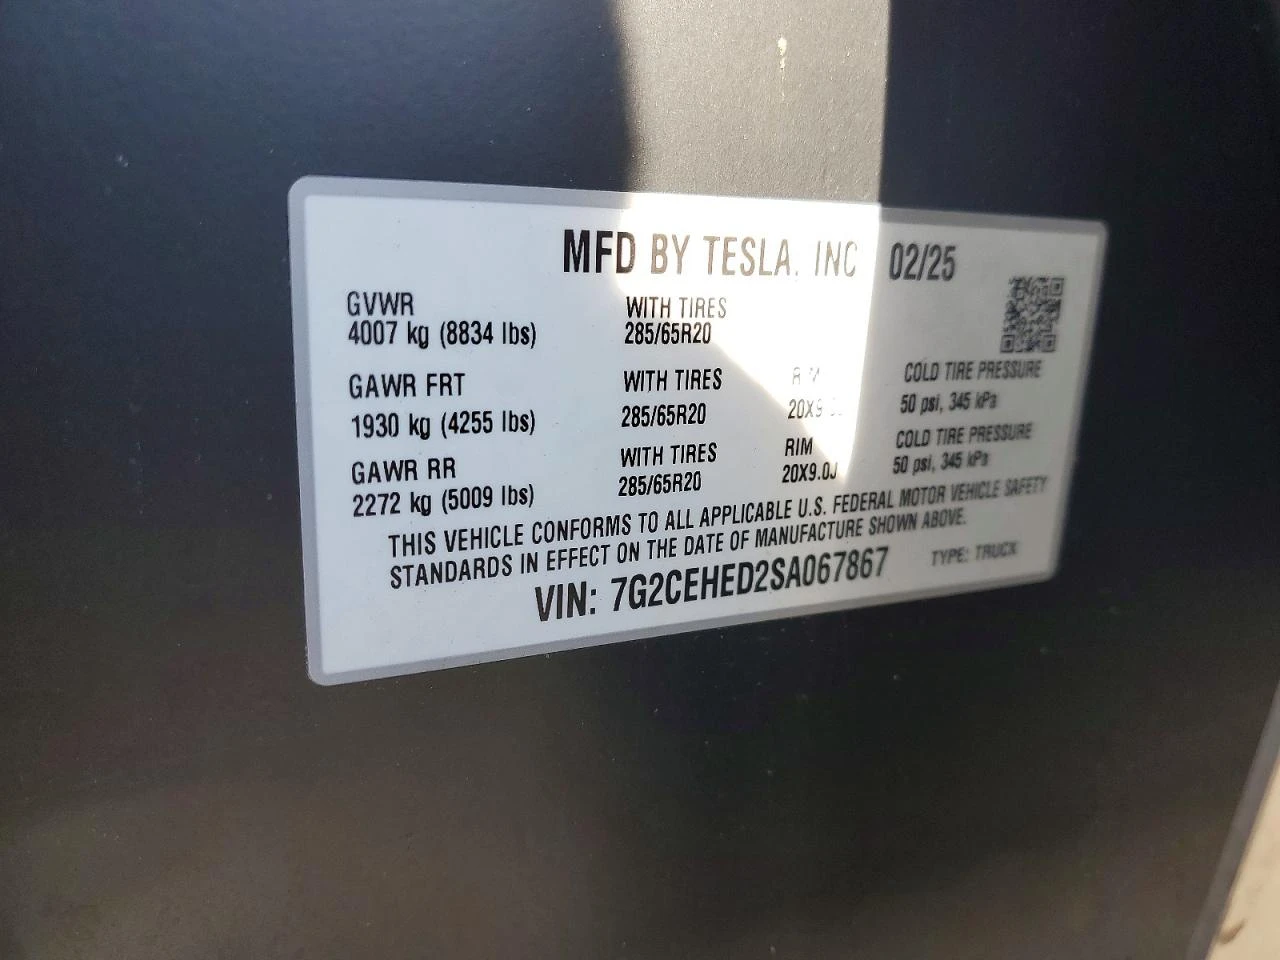 MFD BY TESLA, INC 02/25
GVWR
4007 kg (8834 lbs)
WITH TIRES
285/65R20
GAWR FRT
1930 kg (4255 lbs)
WITH TIRES
285/65R20
20X9
COLD TIRE PRESSURE
50 psi, 345 kPa
GAWR RR
2272 kg (5009 lbs)
WITH TIRES
285/65R20
RIM
20X9.0J
COLD TIRE PRESSURE
50 psi, 345 kPa
THIS VEHICLE CONFORMS TO ALL APPLICABLE U.S. FEDERAL MOTOR VEHICLE SAFETY
STANDARDS IN EFFECT ON THE DATE OF MANUFACTURE SHOWN ABOVE.
VIN: 7G2CEHED2SA067867 TYPE: TRUCK